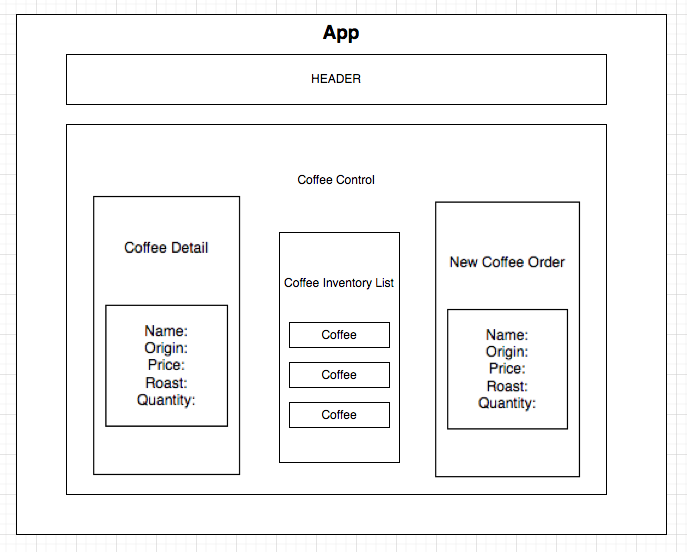 App
HEADER
Coffee Control
Coffee Detail
Name:
Origin:
Price:
Roast:
Quantity:
Coffee Inventory List
Coffee
Coffee
Coffee
New Coffee Order
Name:
Origin:
Price:
Roast:
Quantity: